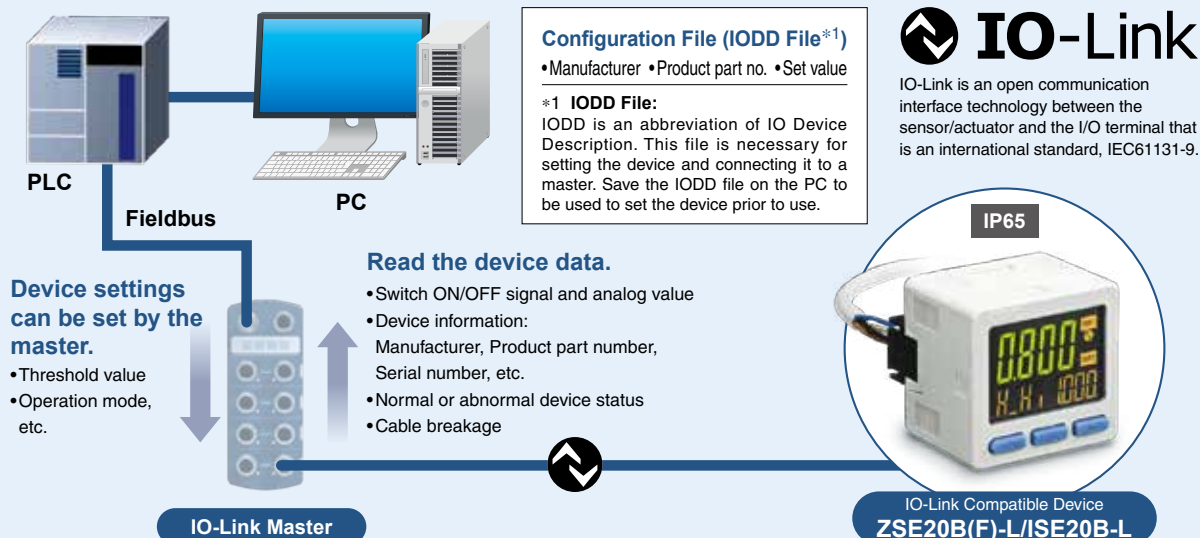 PLC
PC
Fieldbus
Configuration File (IODD File*1)
•Manufacturer •Product part no. •Set value
*1 IODD File:
IODD is an abbreviation of IO Device
Description. This file is necessary for
setting the device and connecting it to a
master. Save the IODD file on the PC to
be used to set the device prior to use.
IO-Link
IO-Link is an open communication
interface technology between the
sensor/actuator and the I/O terminal that
is an international standard, IEC61131-9.
Device settings
can be set by the
master.
•Threshold value
•Operation mode,
etc.
Read the device data.
•Switch ON/OFF signal and analog value
•Device information:
Manufacturer, Product part number,
Serial number, etc.
•Normal or abnormal device status
•Cable breakage
IO-Link Master
IP65
0.800
H_Hi 1.000
IO-Link Compatible Device
ZSE20B(F)-L/ISE20B-L